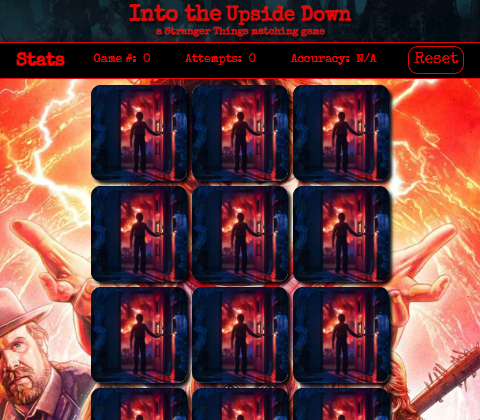 Into the Upside Down
a Stranger Things matching game
Stats
Game #: 0
Attempts: 0
Accuracy: N/A
Reset